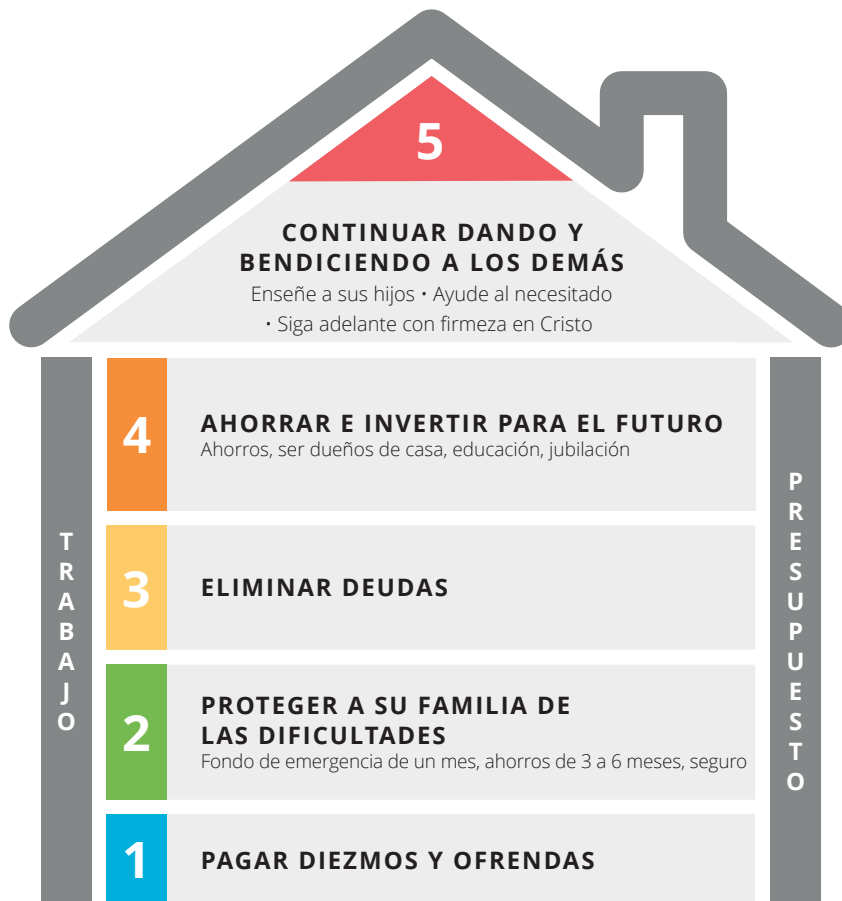 5
CONTINUAR DANDO Y
BENDICIENDO A LOS DEMÁS
Enseñe a sus hijos • Ayude al necesitado
• Siga adelante con firmeza en Cristo
TRABAJO
4
AHORRAR E INVERTIR PARA EL FUTURO
Ahorros, ser dueños de casa, educación, jubilación
3
ELIMINAR DEUDAS
2
PROTEGER A SU FAMILIA DE
LAS DIFICULTADES
Fondo de emergencia de un mes, ahorros de 3 a 6 meses, seguro
1
PAGAR DIEZMOS Y OFRENDAS
PRESUPUESTO